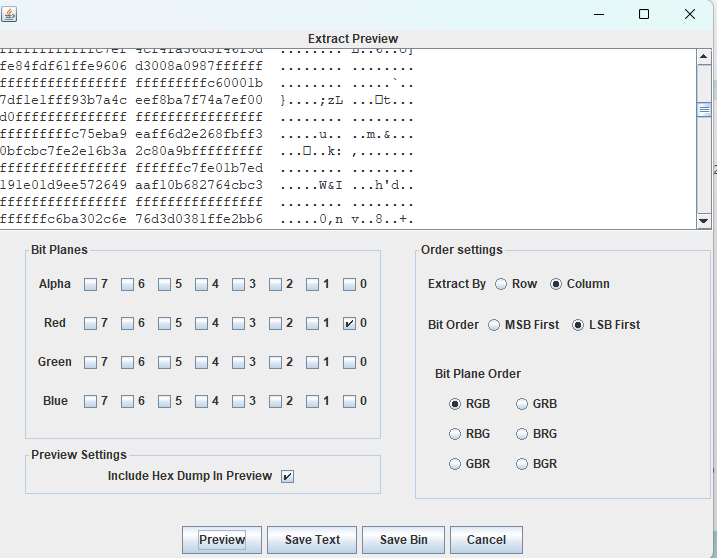 Extract Preview
fe84fdf61ffe9606 d3008a0987ffffff ........ ........
ffffffffffffffff fffffffffc60001b ........ .....`..
7df1e1fff93b7a4c eef8ba7f74a7ef00 }....;zL ...□t...
d0ffffffffffffff ffffffffffffffff ........ ........
fffffffffc75eba9 eaff6d2e268fbff3 .....u.. ..m.&...
0bfcbc7fe2e16b3a 2c80a9bfffffffff ...□..k: ,.......
ffffffffffffffff ffffffc7fe01b7ed ........ ........
191e01d9ee572649 aaf10b682764cbc3 .....W&I ...h'd..
ffffffffffffffff ffffffffffffffff ........ ........
ffffffc6ba302c6e 76d3d0381ffe2bb6 .....0,n v..8..+.
Bit Planes
Alpha 7 6 5 4 3 2 1 0
Red 7 6 5 4 3 2 1 0
Green 7 6 5 4 3 2 1 0
Blue 7 6 5 4 3 2 1 0
Preview Settings
Include Hex Dump In Preview
Order settings
Extract By Row Column
Bit Order MSB First LSB First
Bit Plane Order
RGB GRB
RBG BRG
GBR BGR
Preview Save Text Save Bin Cancel